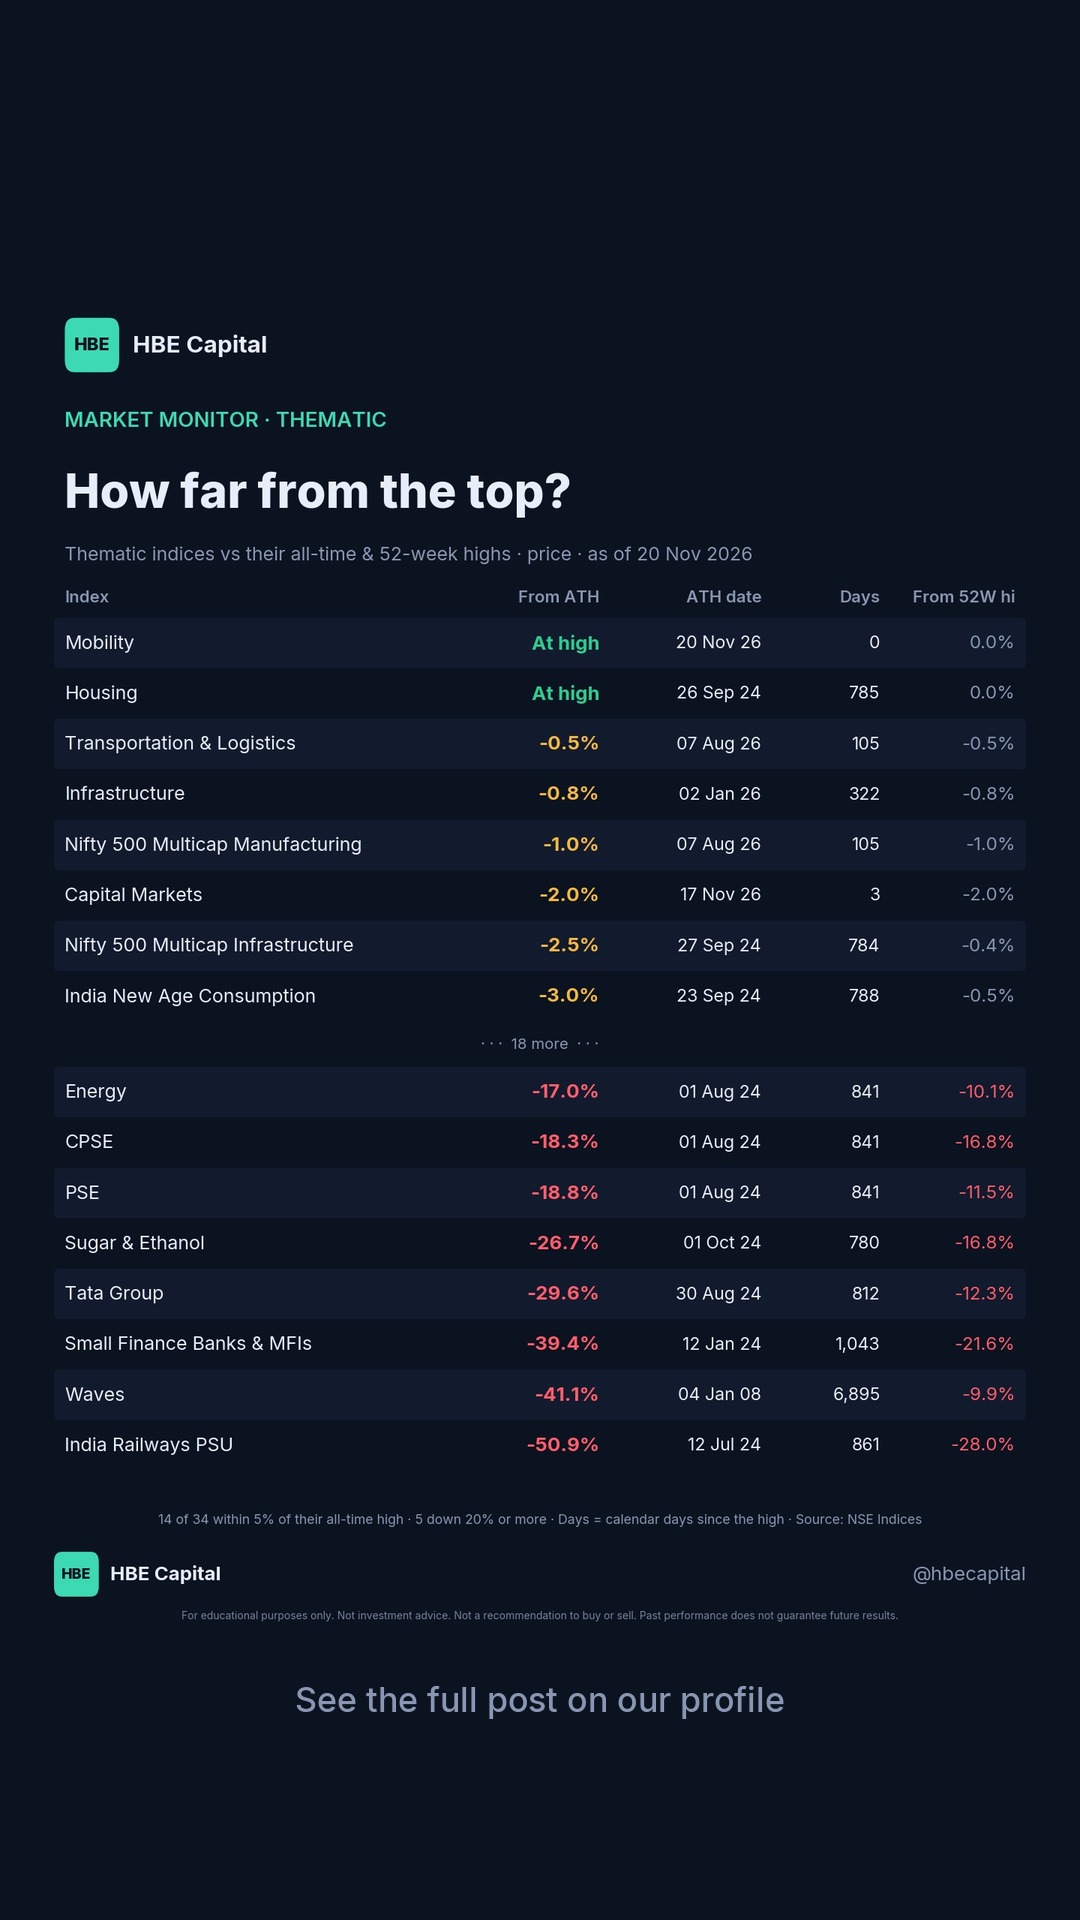 HBE HBE Capital
MARKET MONITOR · THEMATIC
How far from the top?
Thematic indices vs their all-time & 52-week highs · price · as of 20 Nov 2026
Index From ATH ATH date Days From 52W hi
Mobility At high 20 Nov 26 0 0.0%
Housing At high 26 Sep 24 785 0.0%
Transportation & Logistics -0.5% 07 Aug 26 105 -0.5%
Infrastructure -0.8% 02 Jan 26 322 -0.8%
Nifty 500 Multicap Manufacturing -1.0% 07 Aug 26 105 -1.0%
Capital Markets -2.0% 17 Nov 26 3 -2.0%
Nifty 500 Multicap Infrastructure -2.5% 27 Sep 24 784 -0.4%
India New Age Consumption -3.0% 23 Sep 24 788 -0.5%
· · · 18 more · · ·
Energy -17.0% 01 Aug 24 841 -10.1%
CPSE -18.3% 01 Aug 24 841 -16.8%
PSE -18.8% 01 Aug 24 841 -11.5%
Sugar & Ethanol -26.7% 01 Oct 24 780 -16.8%
Tata Group -29.6% 30 Aug 24 812 -12.3%
Small Finance Banks & MFIs -39.4% 12 Jan 24 1,043 -21.6%
Waves -41.1% 04 Jan 08 6,895 -9.9%
India Railways PSU -50.9% 12 Jul 24 861 -28.0%
14 of 34 within 5% of their all-time high · 5 down 20% or more · Days = calendar days since the high · Source: NSE Indices
HBE HBE Capital @hbecapital
For educational purposes only. Not investment advice. Not a recommendation to buy or sell. Past performance does not guarantee future results.
See the full post on our profile